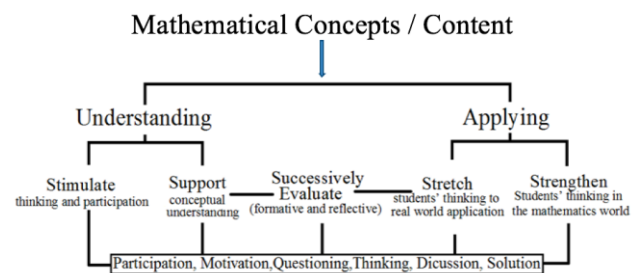 Mathematical Concepts / Content
Understanding
Applying
Stimulate
thinking and participation
Support
conceptual
understanding
Successively
Evaluate
(formative and reflective)
Stretch
students' thinking to
real world application
Strengthen
Students' thinking in
the mathematics world
Participation, Motivation,Questioning,Thinking, Dicussion, Solution